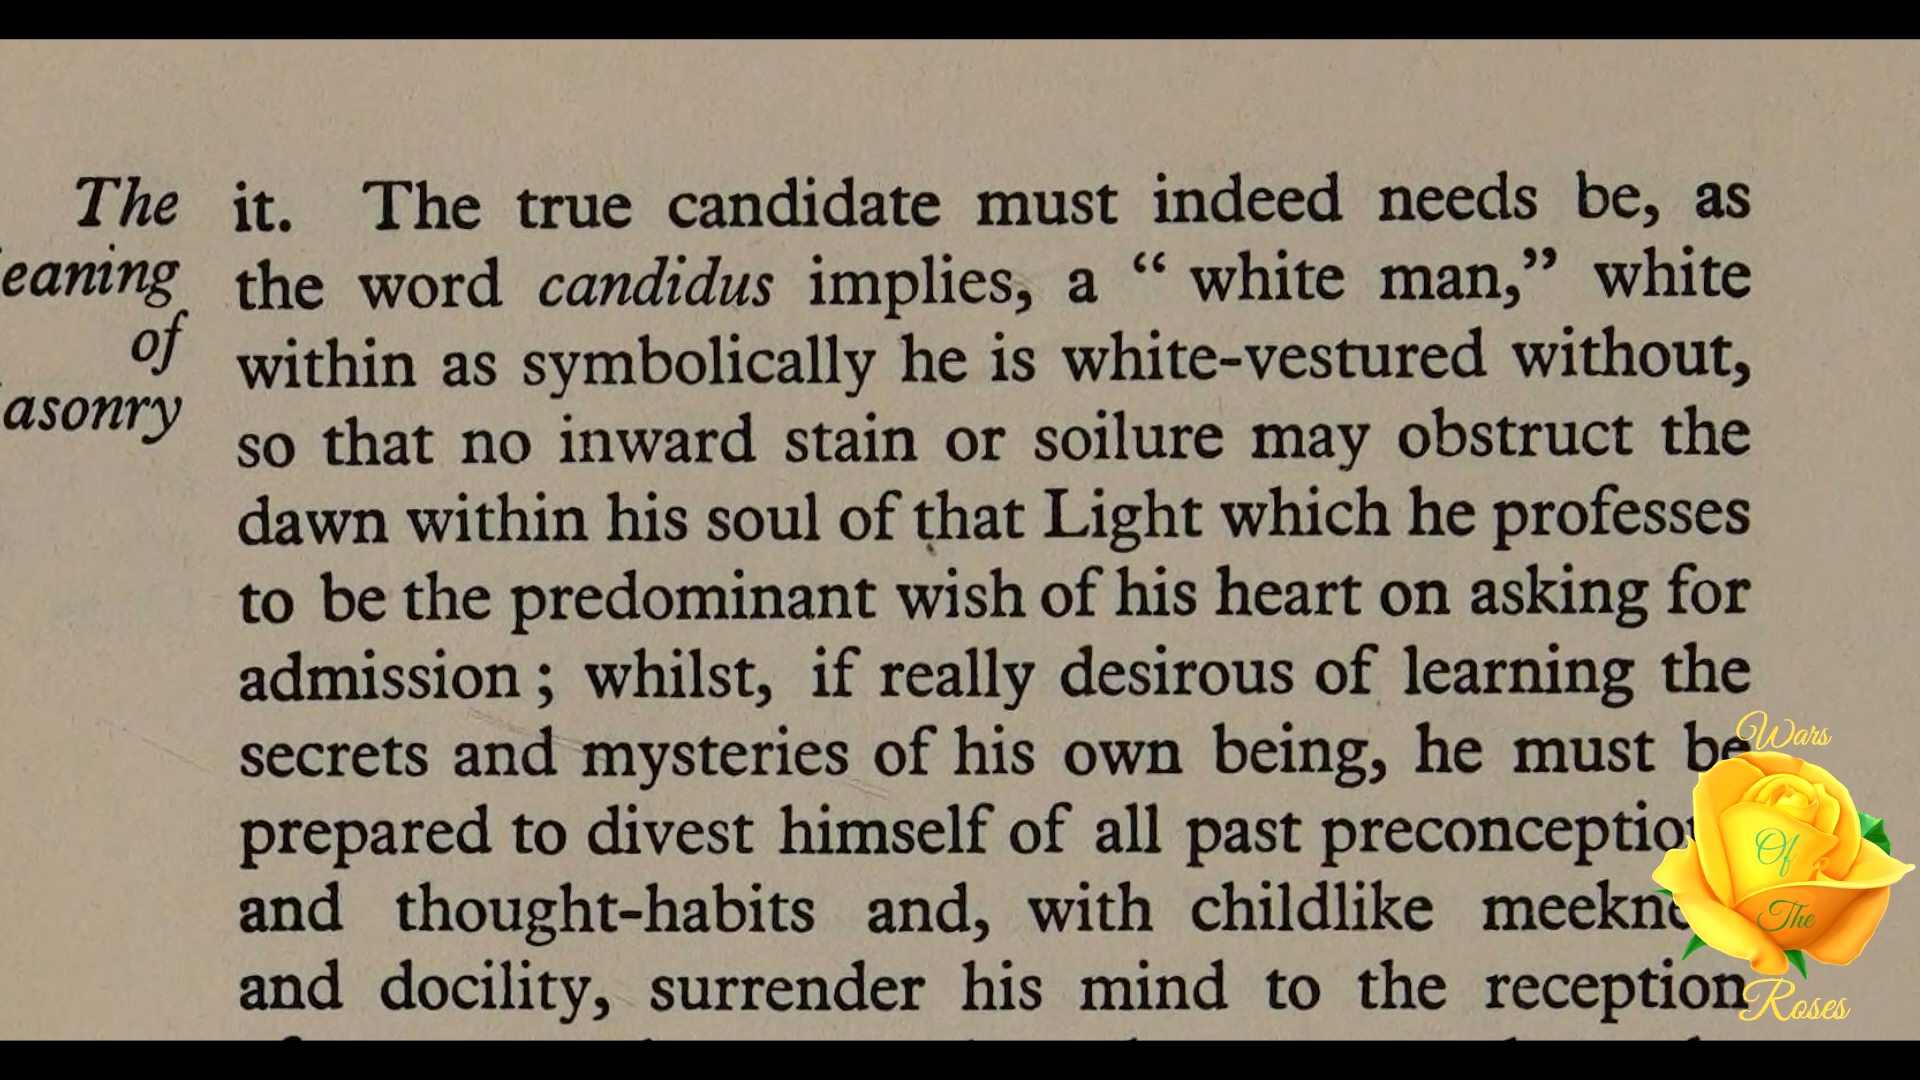 The
eaning
of
asonry
it. The true candidate must indeed needs be, as
the word candidus implies, a “ white man,” white
within as symbolically he is white-vestured without,
so that no inward stain or soilure may obstruct the
dawn within his soul of that Light which he professes
to be the predominant wish of his heart on asking for
admission ; whilst, if really desirous of learning the
secrets and mysteries of his own being, he must be
prepared to divest himself of all past
and thought-habits and, with childlike
and docility, surrender his mind to the reception
Wars
Of
The
Roses